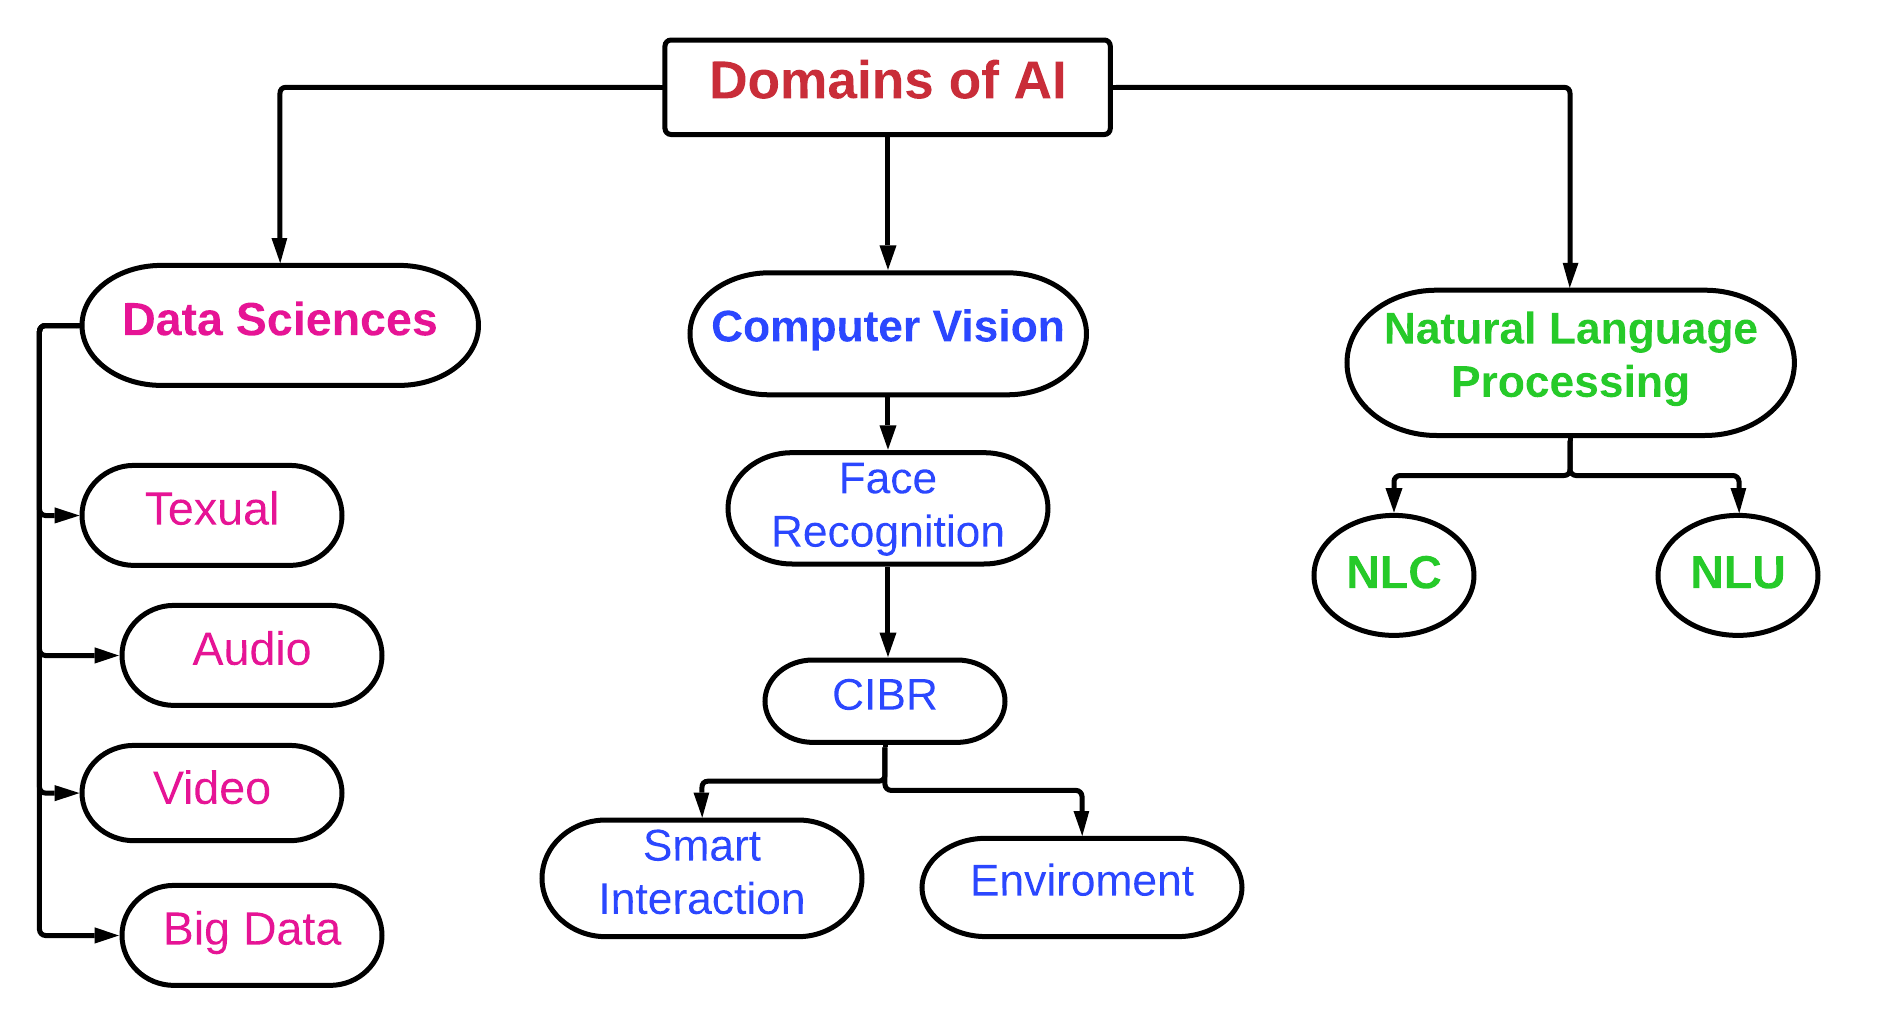 Domains of AI
Data Sciences
Texual
Audio
Video
Big Data
Computer Vision
Face
Recognition
CIBR
Smart
Interaction
Enviroment
Natural Language
Processing
NLC
NLU